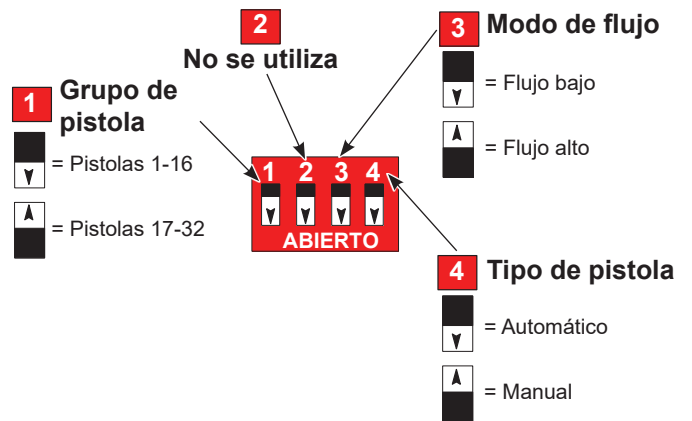 1 Grupo de
pistola
= Pistolas 1-16
= Pistolas 17-32
2
No se utiliza
3 Modo de flujo
= Flujo bajo
= Flujo alto
1 2 3 4
ABIERTO
4 Tipo de pistola
= Automático
= Manual